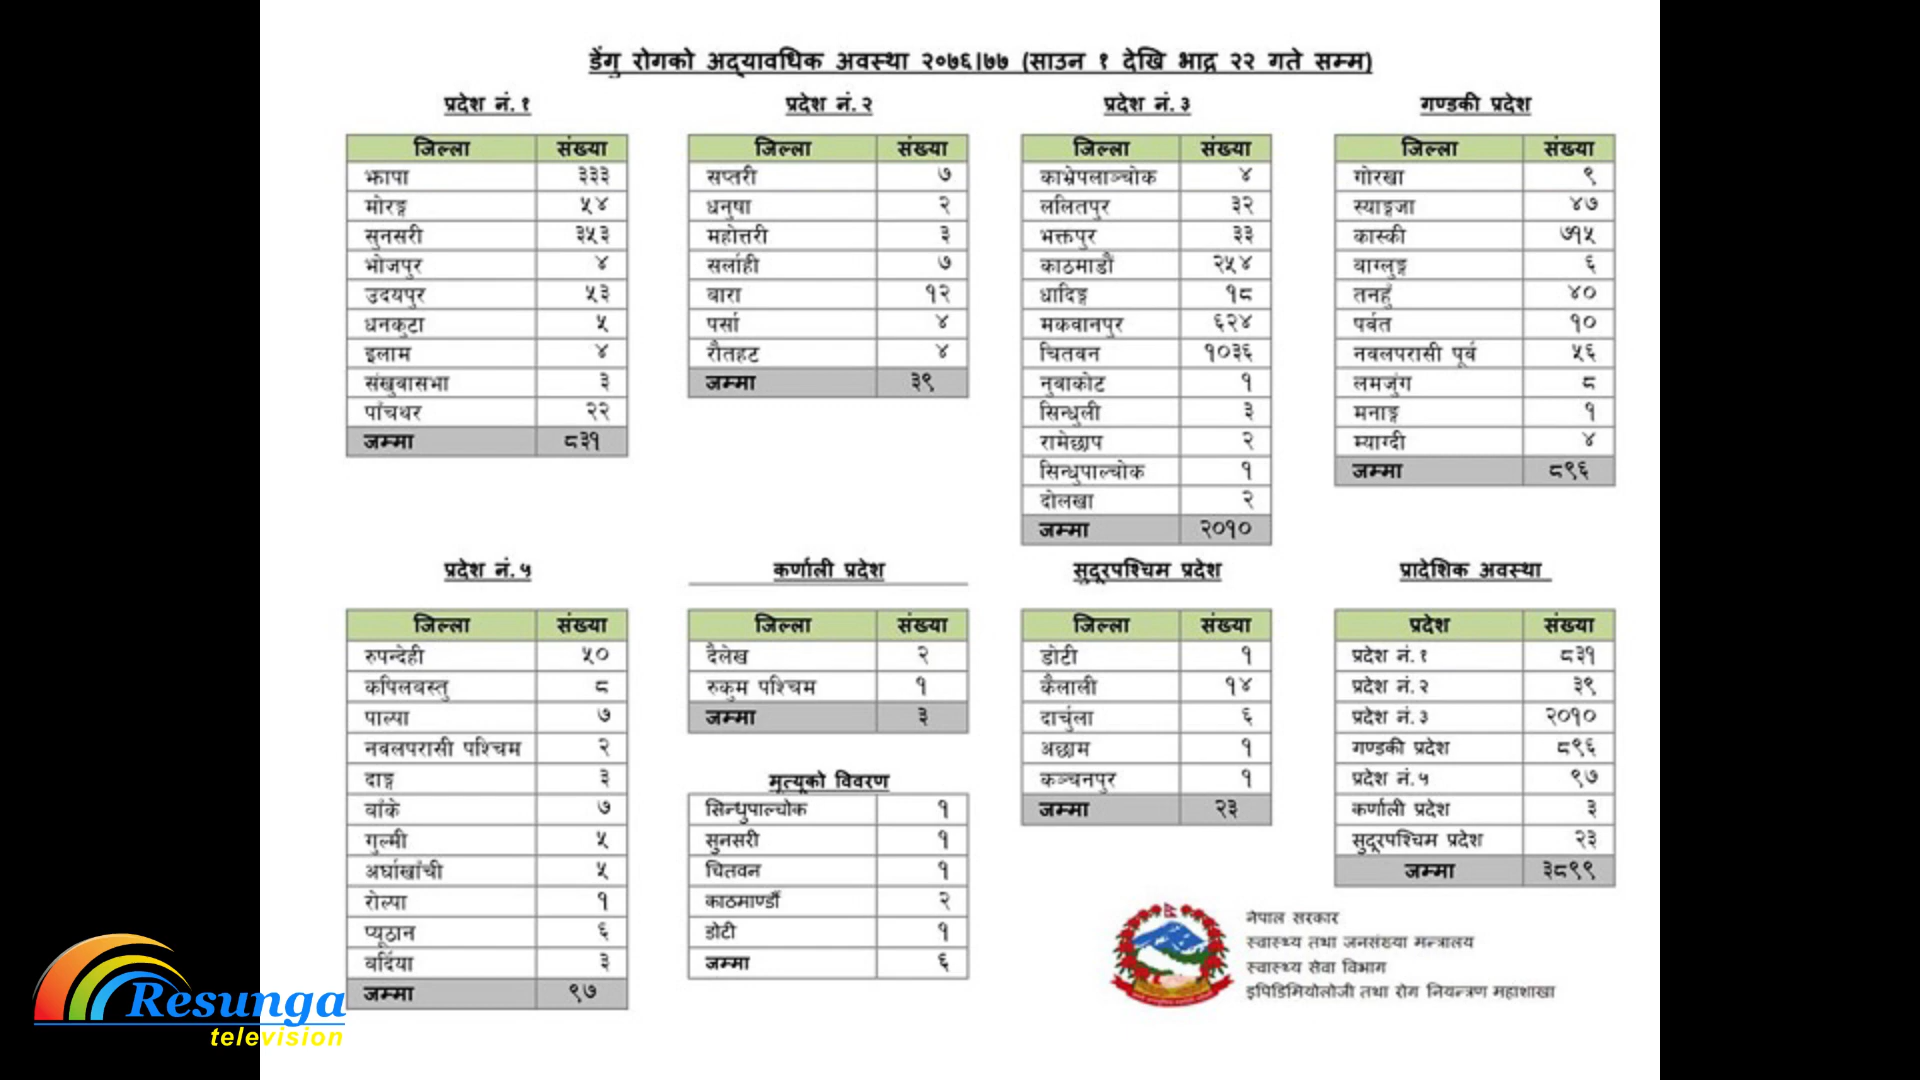 डेंगु रोगको अद्यावधिक अवस्था २०७६।७७ (साउन १ देखि भाद्र २२ गते सम्म)
प्रदेश नं. १
जिल्ला संख्या
झापा ३३३
मोरङ्ग ५४
सुनसरी ३५३
भोजपुर ४
उदयपुर ५३
धनकुटा ५
इलाम ४
संखुवासभा ३
पाँचथर २२
जम्मा ८३१
प्रदेश नं. २
जिल्ला संख्या
सप्तरी ७
धनुषा २
महोत्तरी ३
सर्लाही ७
बारा १२
पर्सा ४
रौतहट ४
जम्मा ३९
प्रदेश नं. ३
जिल्ला संख्या
काभ्रेपलाञ्चोक ४
ललितपुर ३२
भक्तपुर ३३
काठमाडौं २५४
धादिङ्ग १८
मकवानपुर ६२४
चितवन १०३६
नुवाकोट १
सिन्धुली ३
रामेछाप २
सिन्धुपाल्चोक १
दोलखा २
जम्मा २०१०
गण्डकी प्रदेश
जिल्ला संख्या
गोरखा ९
स्याङ्गजा ४७
कास्की ७१५
बाग्लुङ्ग ६
तनहुँ ४०
पर्वत १०
नवलपरासी पूर्व ५६
लमजुंग ८
मनाङ्ग १
म्याग्दी ४
जम्मा ८९६
प्रदेश नं. ५
जिल्ला संख्या
रुपन्देही ५०
कपिलबस्तु ८
पाल्पा ७
नवलपरासी पश्चिम २
दाङ्ग ३
बाँके ७
गुल्मी ५
अर्घाखाँची ५
रोल्पा १
प्यूठान ६
बर्दिया ३
जम्मा ९७
कर्णाली प्रदेश
जिल्ला संख्या
दैलेख २
रुकुम पश्चिम १
जम्मा ३
मृत्यूको विवरण
सिन्धुपाल्चोक १
सुनसरी १
चितवन १
काठमाण्डौं २
डोटी १
जम्मा ६
सुदूरपश्चिम प्रदेश
जिल्ला संख्या
डोटी १
कैलाली १४
दार्चुला ६
अछाम १
कञ्चनपुर १
जम्मा २३
प्रादेशिक अवस्था
प्रदेश संख्या
प्रदेश नं. १ ८३१
प्रदेश नं. २ ३९
प्रदेश नं. ३ २०१०
गण्डकी प्रदेश ८९६
प्रदेश नं. ५ ९७
कर्णाली प्रदेश ३
सुदूरपश्चिम प्रदेश २३
जम्मा ३८९९
नेपाल सरकार
स्वास्थ्य तथा जनसंख्या मन्त्रालय
स्वास्थ्य सेवा विभाग
इपिडिमियोलोजी तथा रोग नियन्त्रण महाशाखा
Resunga
television